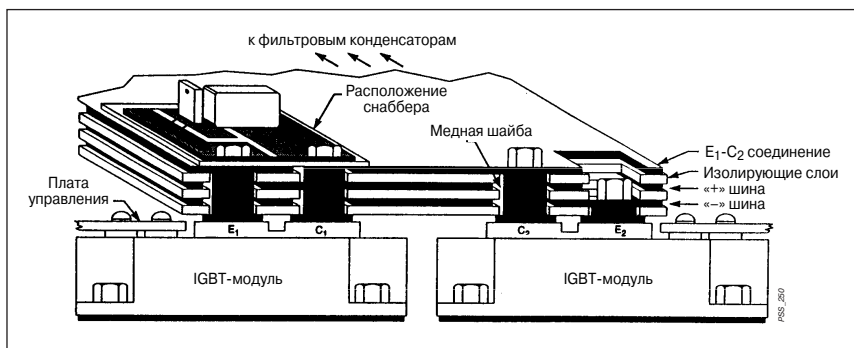 к фильтровым конденсаторам
Расположение
снаббера
Медная шайба
E1-C2 соединение
Изолирующие слои
«+» шина
«–» шина
Плата
управления
E1
C1
C2
E2
IGBT-модуль
IGBT-модуль
PSS_250